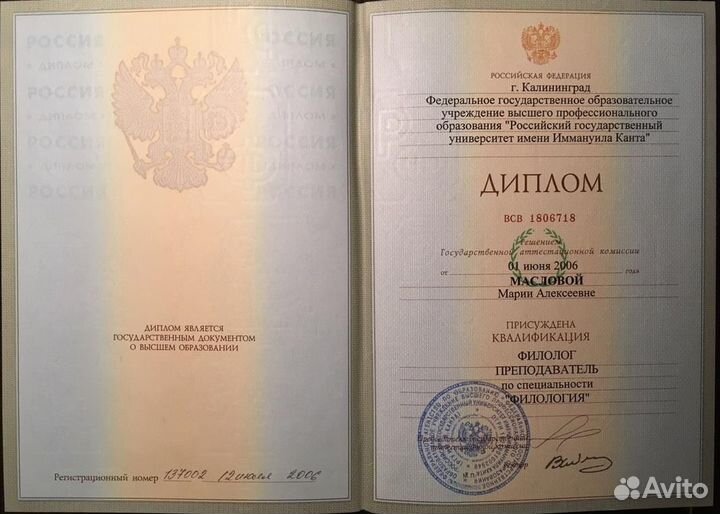 РОССИЯ
ДИПЛОМ
РОССИЯ
РОССИЯ
РОССИЯ
ДИПЛОМ ЯВЛЯЕТСЯ
ГОСУДАРСТВЕННЫМ ДОКУМЕНТОМ
О ВЫСШЕМ ОБРАЗОВАНИИ
Регистрационный номер 137002 12 июля 2006
РОССИЙСКАЯ ФЕДЕРАЦИЯ
г. Калининград
Федеральное государственное образовательное
учреждение высшего профессионального
образования "Российский государственный
университет имени Иммануила Канта"
ДИПЛОМ
ВСВ 1806718
Решением
Государственной аттестационной комиссии
от 01 июня 2006 года
МАСЛОВОЙ
Марии Алексеевне
ПРИСУЖДЕНА
КВАЛИФИКАЦИЯ
ФИЛОЛОГ
ПРЕПОДАВАТЕЛЬ
по специальности
"ФИЛОЛОГИЯ"
Ректор
Avito